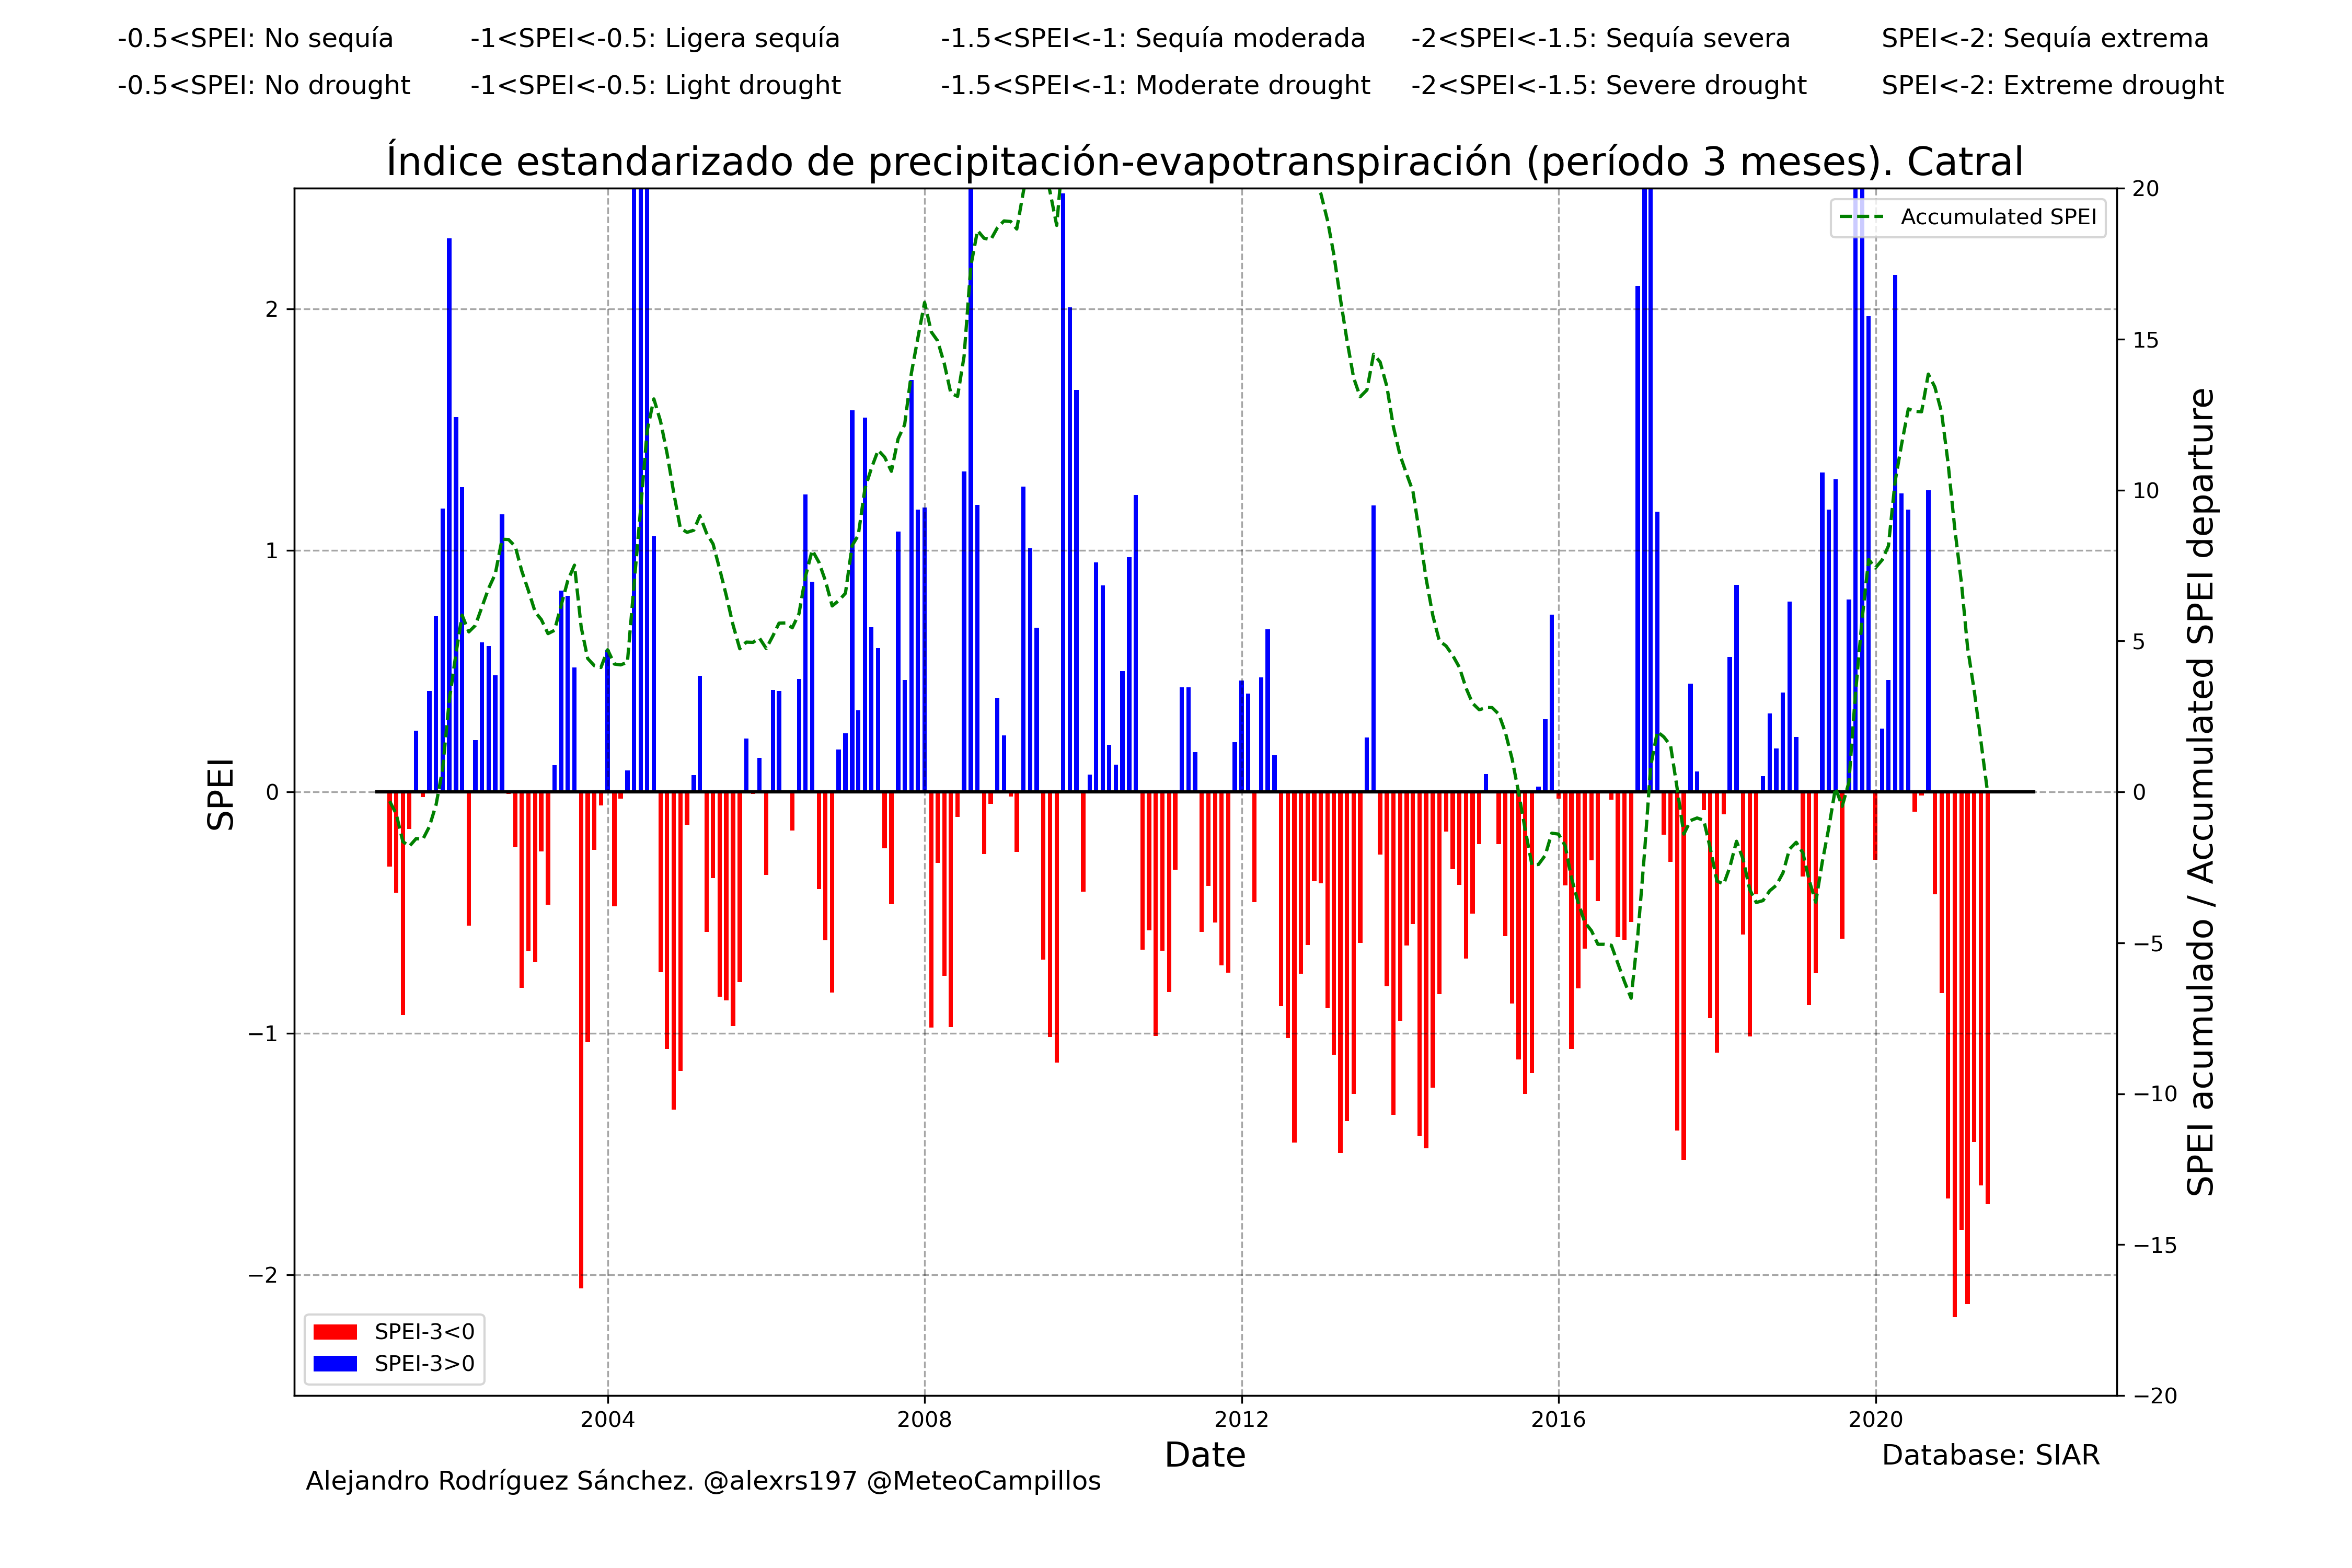 -0.5<SPEI: No sequía -1<SPEI<-0.5: Ligera sequía -1.5<SPEI<-1: Sequía moderada -2<SPEI<-1.5: Sequía severa SPEI<-2: Sequía extrema
-0.5<SPEI: No drought -1<SPEI<-0.5: Light drought -1.5<SPEI<-1: Moderate drought -2<SPEI<-1.5: Severe drought SPEI<-2: Extreme drought
Índice estandarizado de precipitación-evapotranspiración (período 3 meses). Catral
Accumulated SPEI
SPEI
2
1
0
−1
−2
20
15
10
5
0
−5
−10
−15
−20
SPEI acumulado / Accumulated SPEI departure
SPEI-3<0
SPEI-3>0
2004 2008 2012 2016 2020
Date
Database: SIAR
Alejandro Rodríguez Sánchez. @alexrs197 @MeteoCampillos